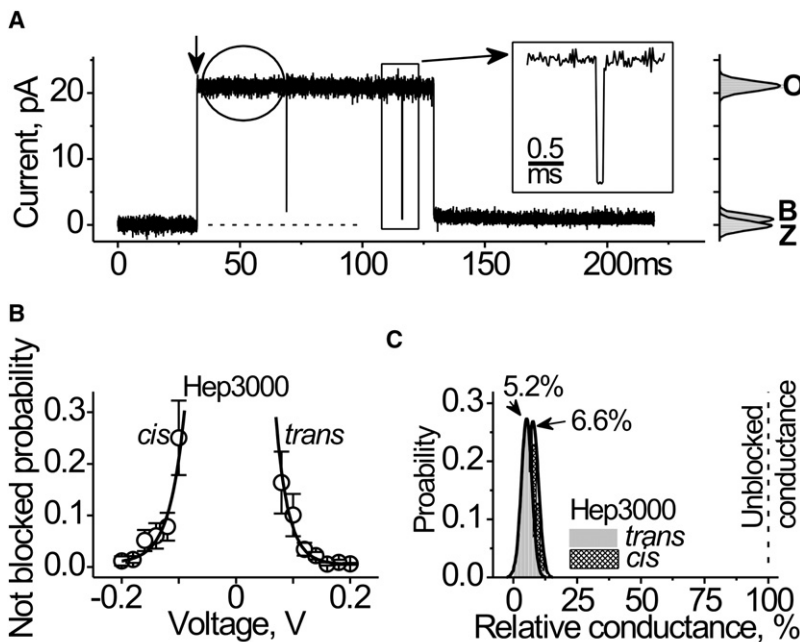 A
Current, pA
20
10
0
0.5
ms
O
B
Z
0 50 100 150 200ms
B
Not blocked probability
0.3
0.2
0.1
0.0
Hep3000
cis
trans
-0.2 0 0.2
Voltage, V
C
Proability
0.3
0.2
0.1
0.0
5.2%
6.6%
Hep3000
trans
cis
Unblocked
conductance
0 25 50 75 100
Relative conductance, %